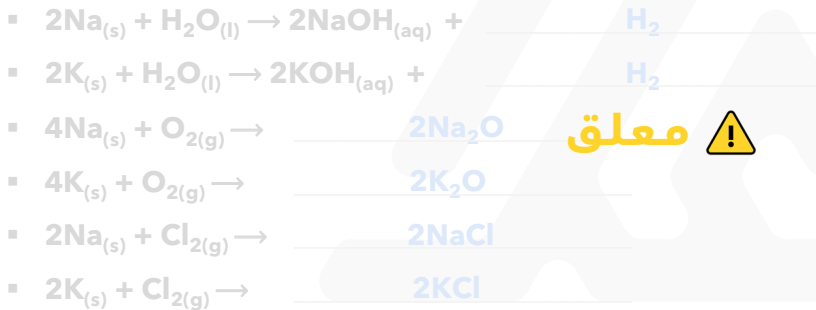 ▪ 2Na(s) + H₂O(l) → 2NaOH(aq) + H₂
▪ 2K(s) + H₂O(l) → 2KOH(aq) + H₂
▪ 4Na(s) + O₂(g) → 2Na₂O
معلق
▪ 4K(s) + O₂(g) → 2K₂O
▪ 2Na(s) + Cl₂(g) → 2NaCl
▪ 2K(s) + Cl₂(g) → 2KCl